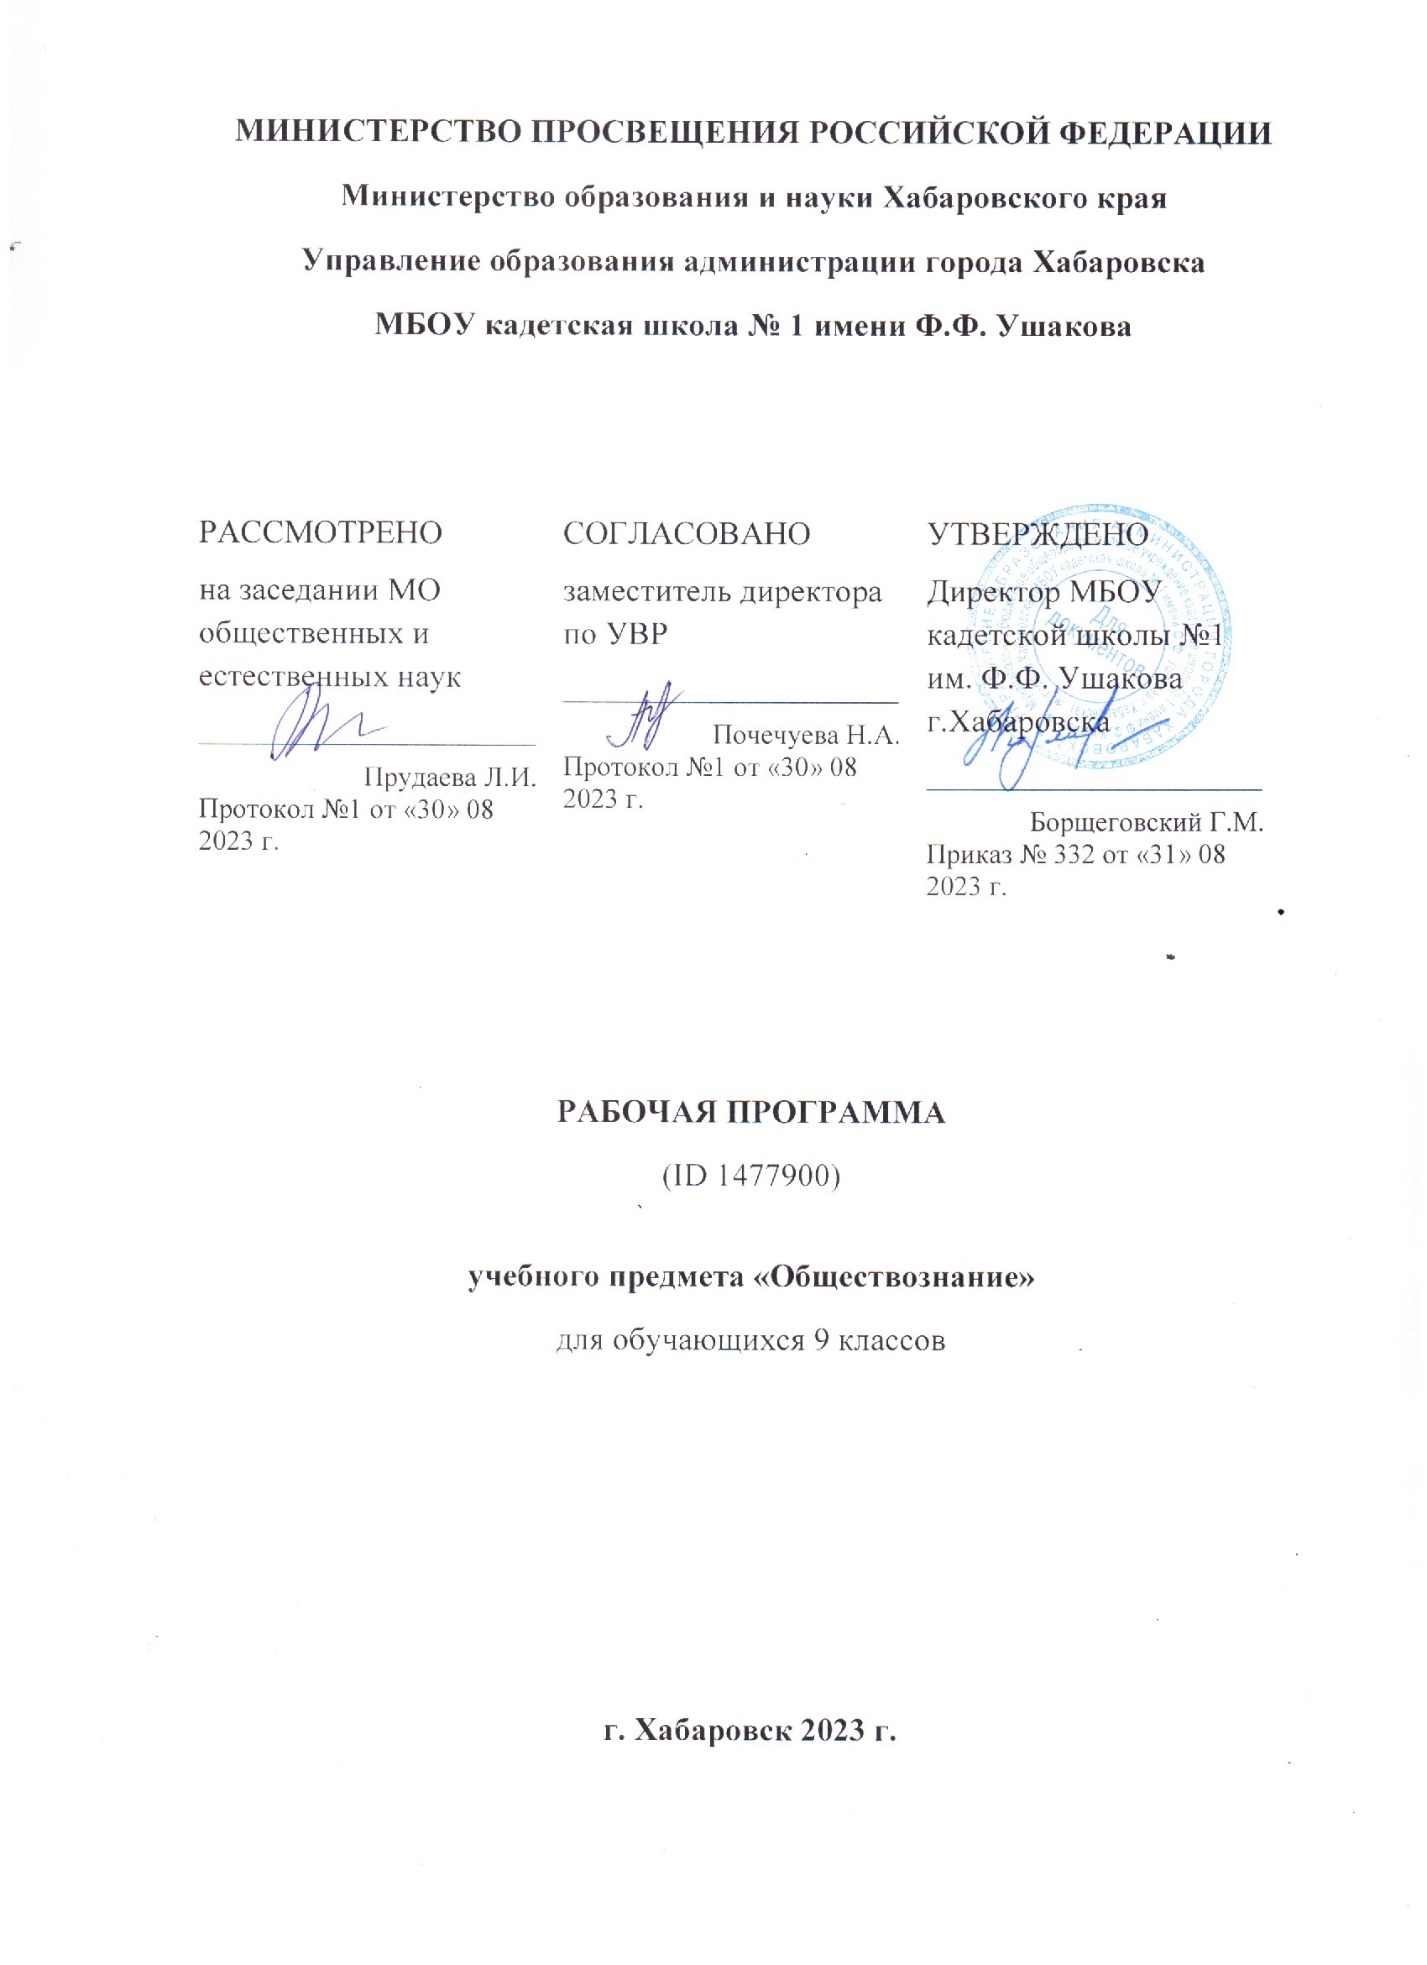 МИНИСТЕРСТВО ПРОСВЕЩЕНИЯ РОССИЙСКОЙ ФЕДЕРАЦИИ
Министерство образования и науки Хабаровского края
Управление образования администрации города Хабаровска
МБОУ кадетская школа № 1 имени Ф.Ф. Ушакова
РАССМОТРЕНО
на заседании МО
общественных и
естественных наук
Прудаева Л.И.
Протокол №1 от «30» 08
2023 г.
СОГЛАСОВАНО
заместитель директора
по УВР
Почечуева Н.А.
Протокол №1 от «30» 08
2023 г.
УТВЕРЖДЕНО
Директор МБОУ
кадетской школы №1
им. Ф.Ф. Ушакова
г.Хабаровска
Борщеговский Г.М.
Приказ № 332 от «31» 08
2023 г.
Для
документов
РАБОЧАЯ ПРОГРАММА
(ID 1477900)
учебного предмета «Обществознание»
для обучающихся 9 классов
г. Хабаровск 2023 г.